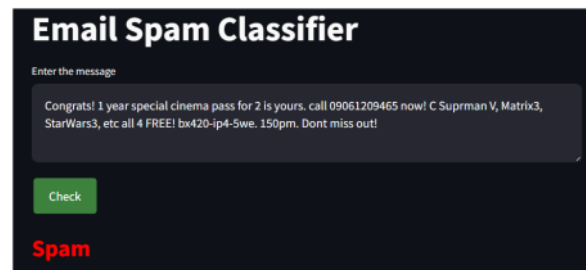 Email Spam Classifier
Enter the message
Congrats! 1 year special cinema pass for 2 is yours. call 09061209465 now! C Suprman V, Matrix3,
StarWars3, etc all 4 FREE! bx420-ip4-5we. 150pm. Dont miss out!
Check
Spam